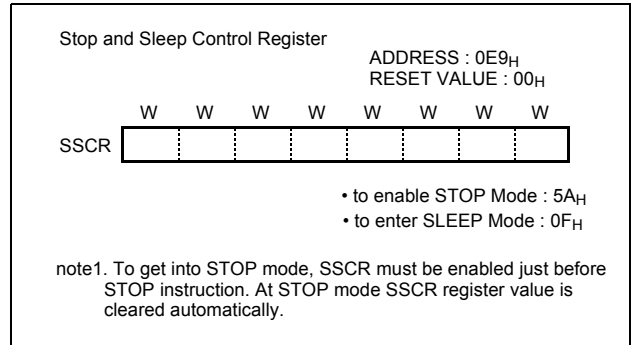 Stop and Sleep Control Register
ADDRESS : 0E9H
RESET VALUE : 00H
W W W W W W W W
SSCR
• to enable STOP Mode : 5AH
• to enter SLEEP Mode : 0FH
note1. To get into STOP mode, SSCR must be enabled just before
STOP instruction. At STOP mode SSCR register value is
cleared automatically.